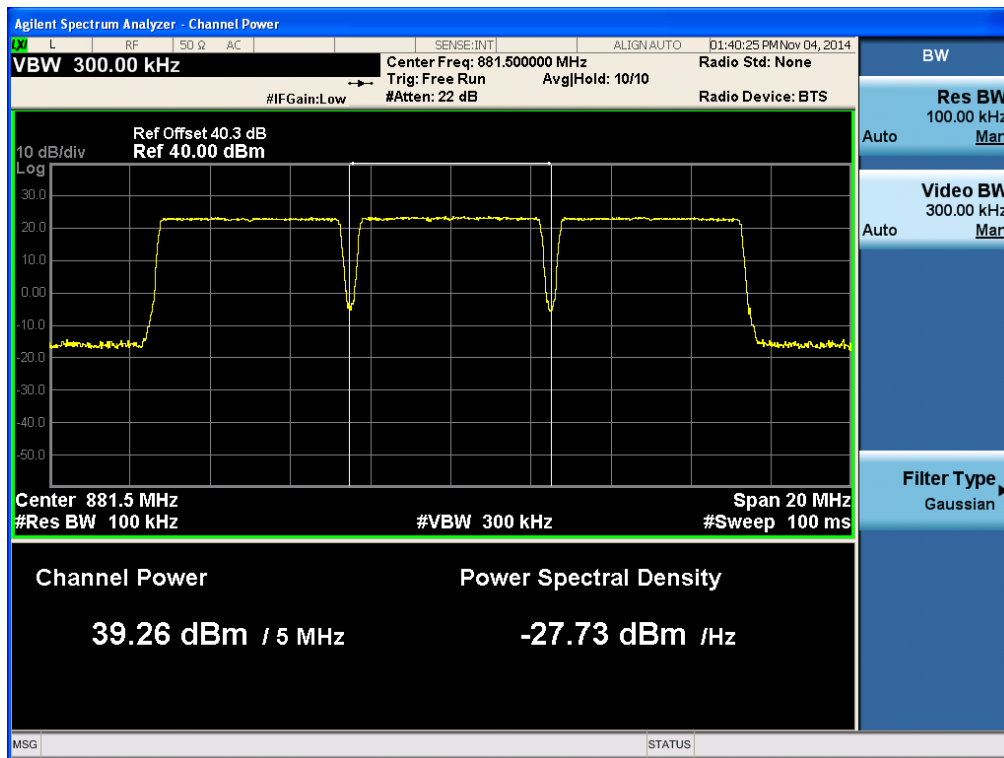 Agilent Spectrum Analyzer - Channel Power
LXI L RF 50 Ω AC SENSE:INT ALIGN AUTO 01:40:25 PM Nov 04, 2014
VBW 300.00 kHz
Center Freq: 881.500000 MHz
Radio Std: None
Trig: Free Run Avg|Hold: 10/10
#IFGain:Low #Atten: 22 dB Radio Device: BTS
Ref Offset 40.3 dB
10 dB/div Ref 40.00 dBm
Log
30.0
20.0
10.0
0.00
-10.0
-20.0
-30.0
-40.0
-50.0
Center 881.5 MHz Span 20 MHz
#Res BW 100 kHz #VBW 300 kHz #Sweep 100 ms
Channel Power Power Spectral Density
39.26 dBm / 5 MHz -27.73 dBm /Hz
MSG STATUS
BW
Res BW
100.00 kHz
Auto Man
Video BW
300.00 kHz
Auto Man
Filter Type
Gaussian